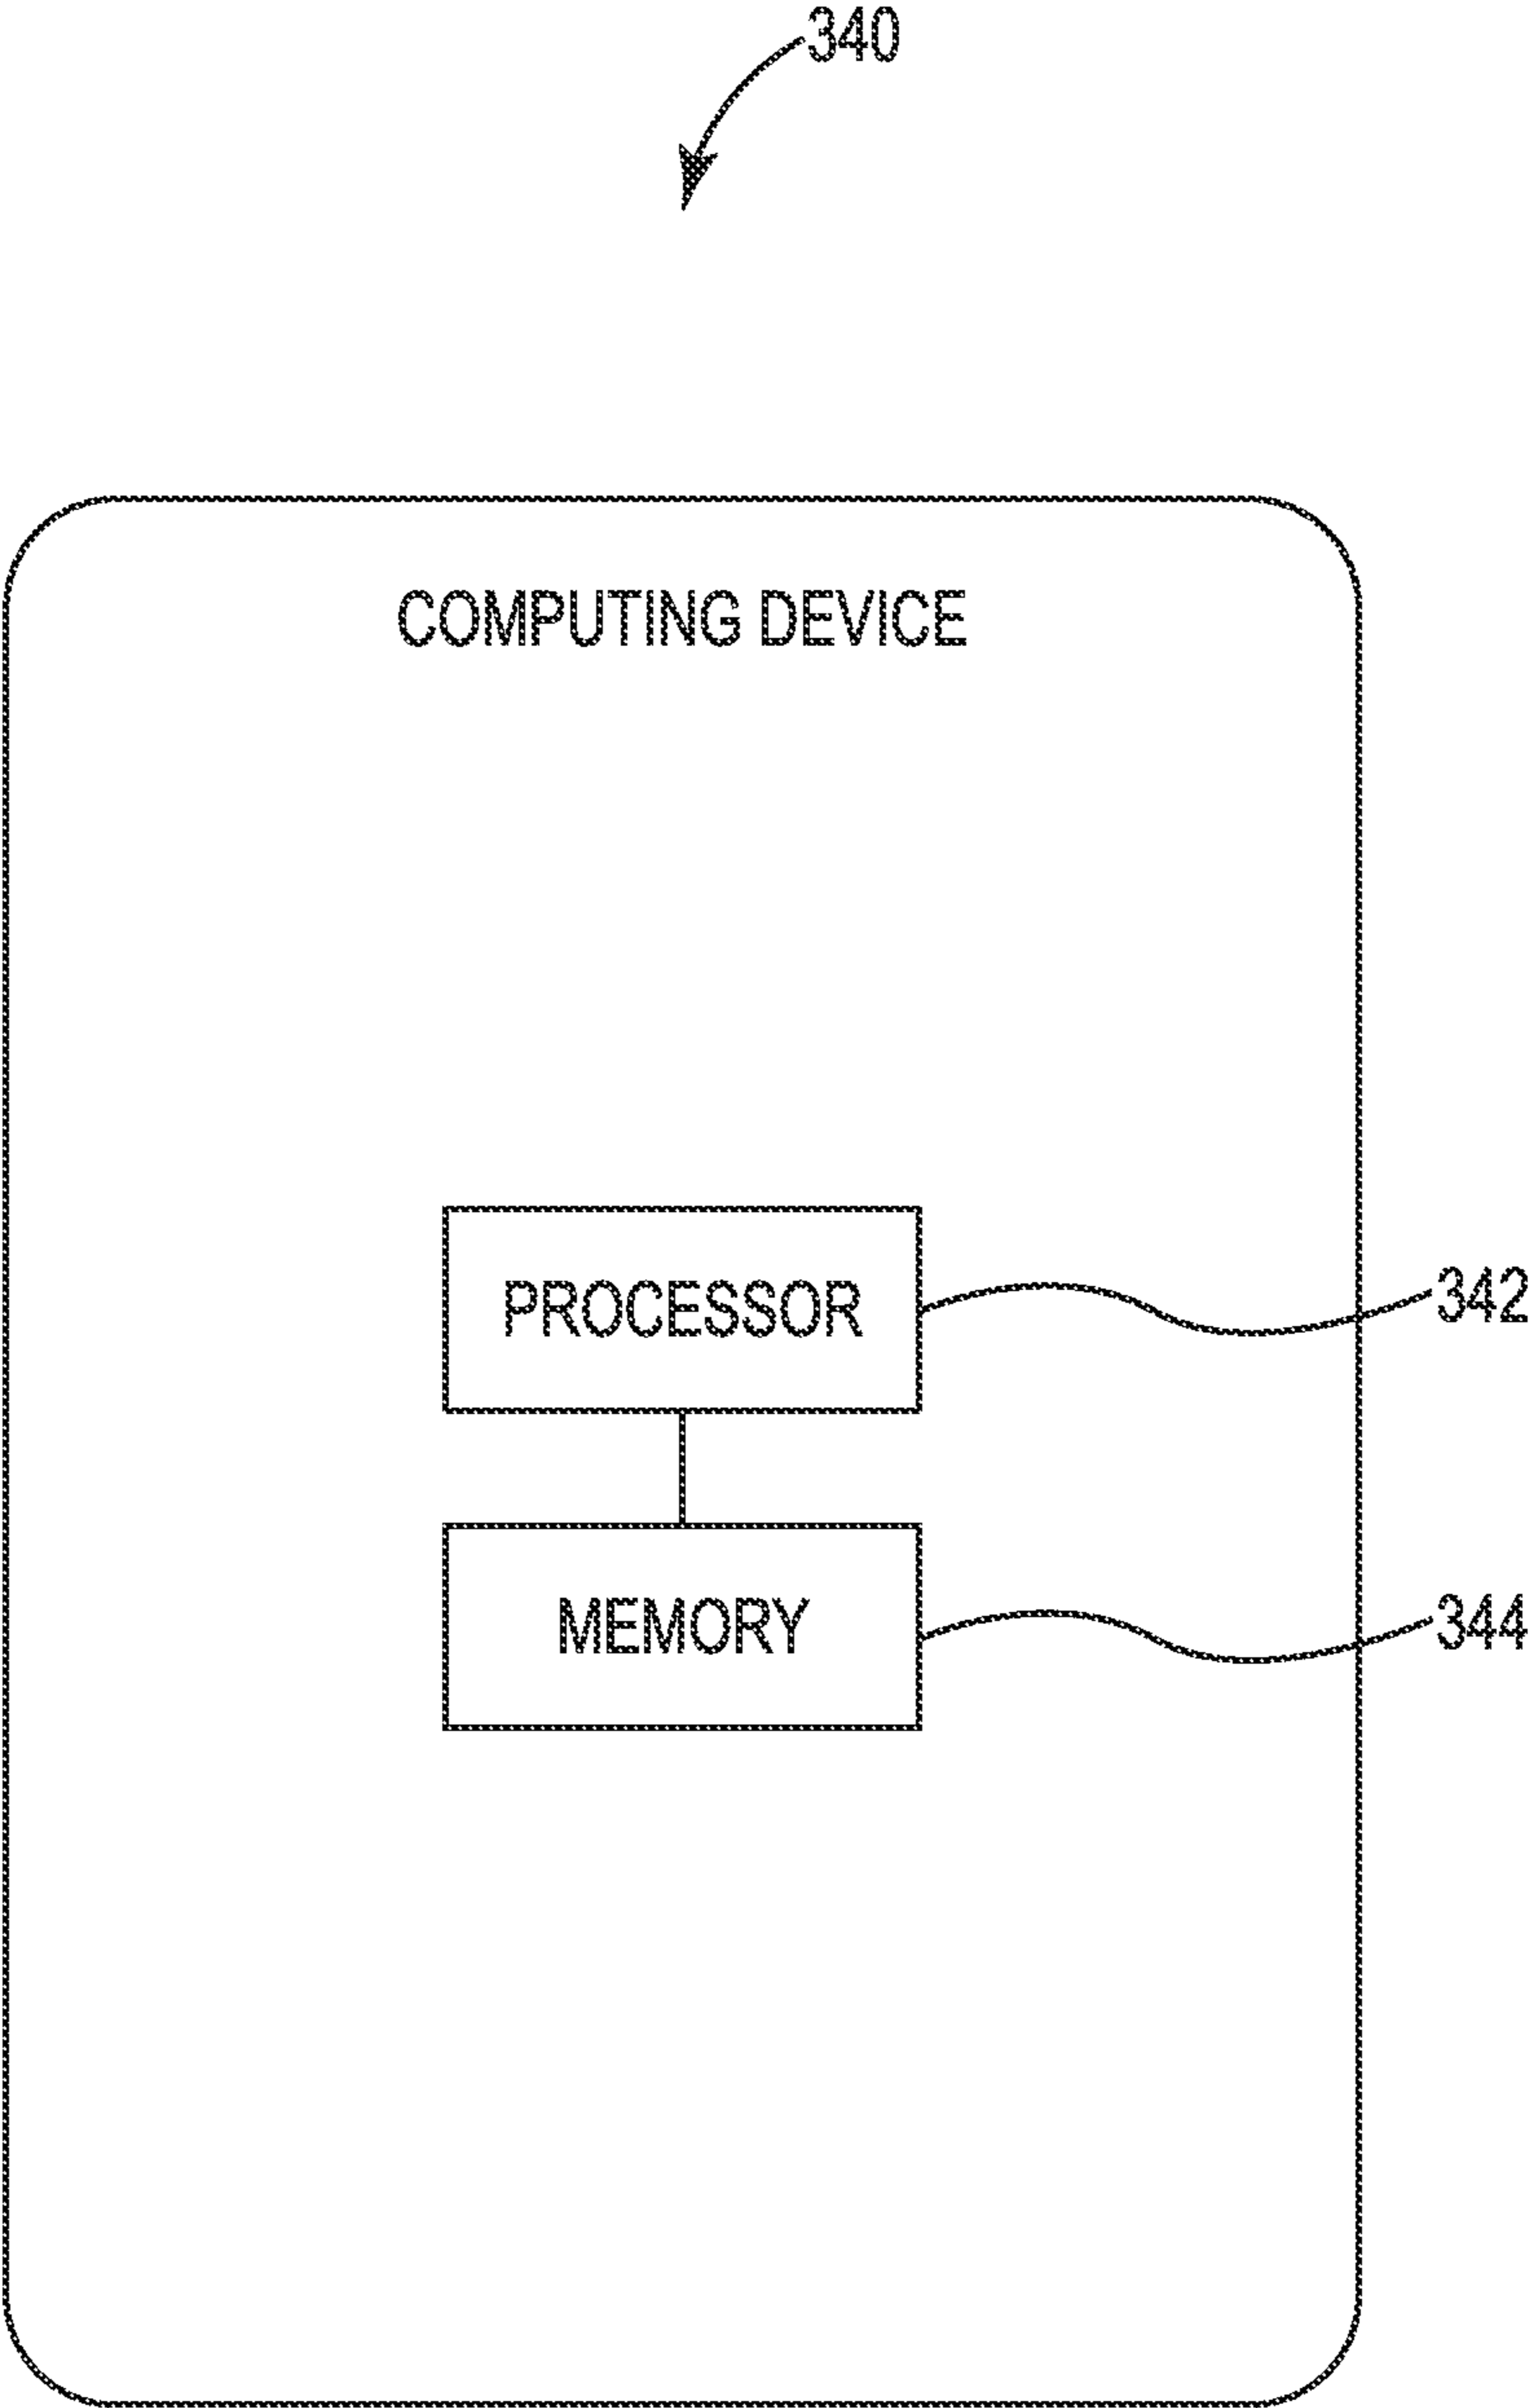 340
COMPUTING DEVICE
PROCESSOR
342
MEMORY
344